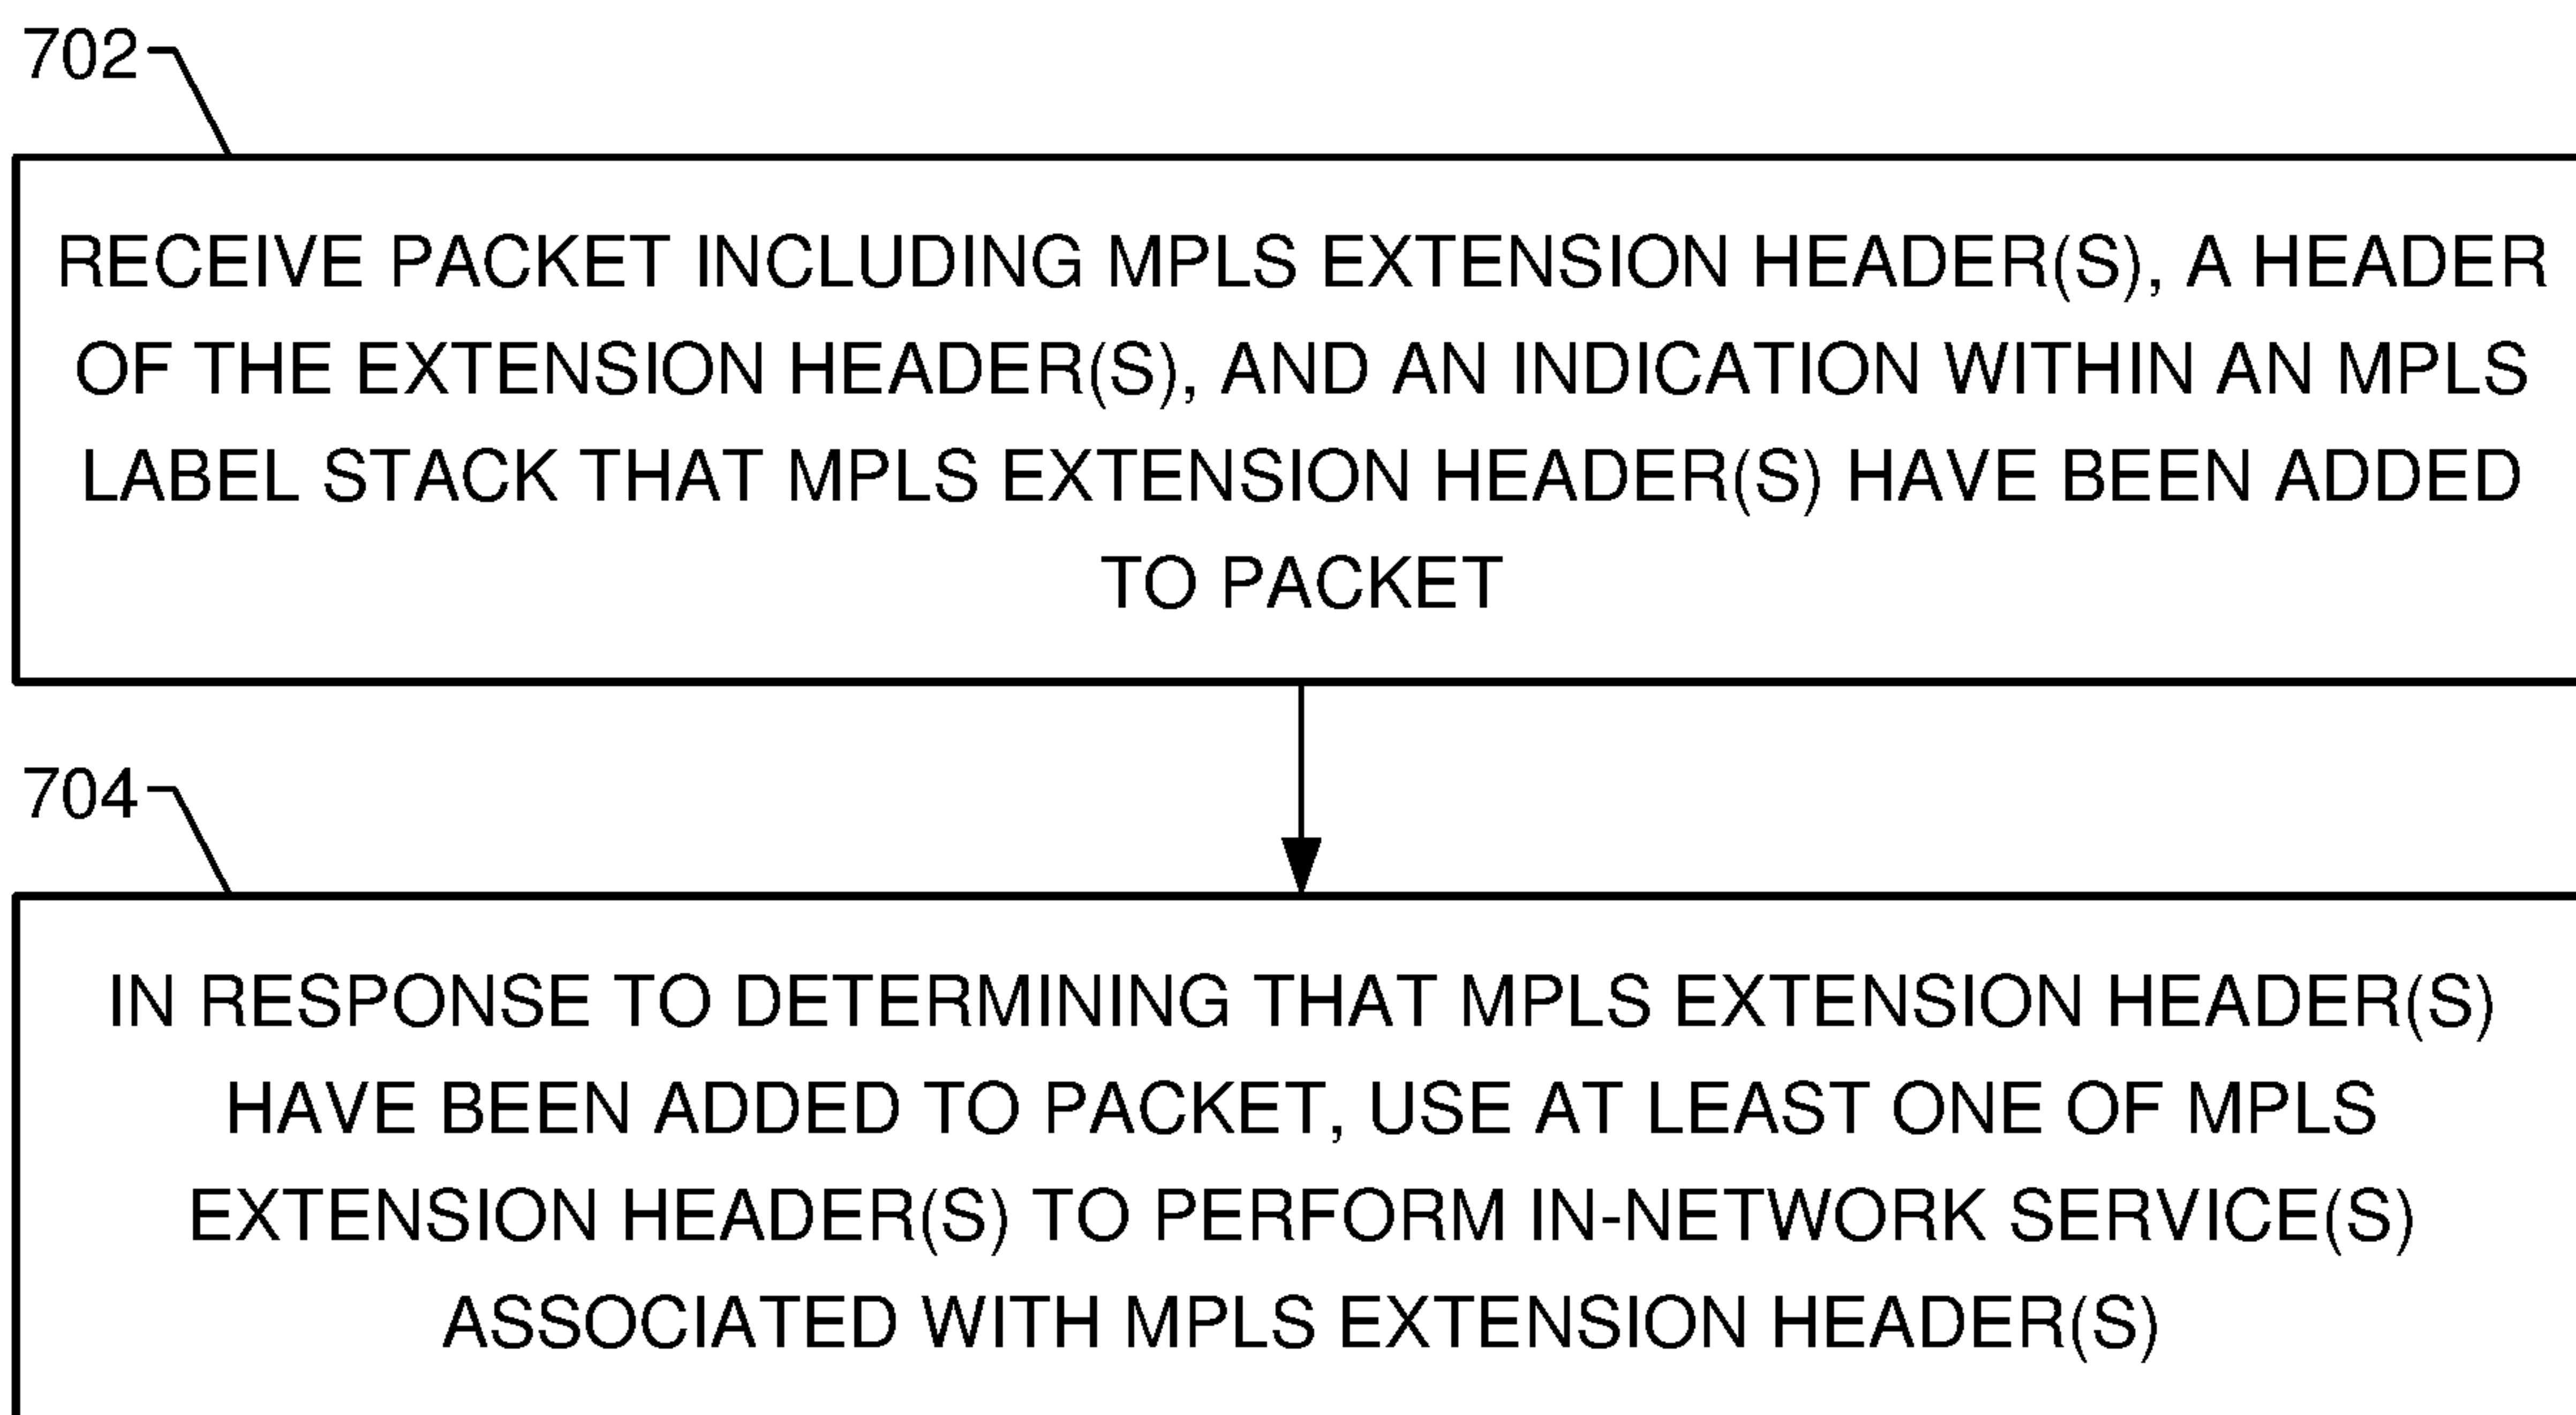 702
RECEIVE PACKET INCLUDING MPLS EXTENSION HEADER(S), A HEADER
OF THE EXTENSION HEADER(S), AND AN INDICATION WITHIN AN MPLS
LABEL STACK THAT MPLS EXTENSION HEADER(S) HAVE BEEN ADDED
TO PACKET
704
IN RESPONSE TO DETERMINING THAT MPLS EXTENSION HEADER(S)
HAVE BEEN ADDED TO PACKET, USE AT LEAST ONE OF MPLS
EXTENSION HEADER(S) TO PERFORM IN-NETWORK SERVICE(S)
ASSOCIATED WITH MPLS EXTENSION HEADER(S)